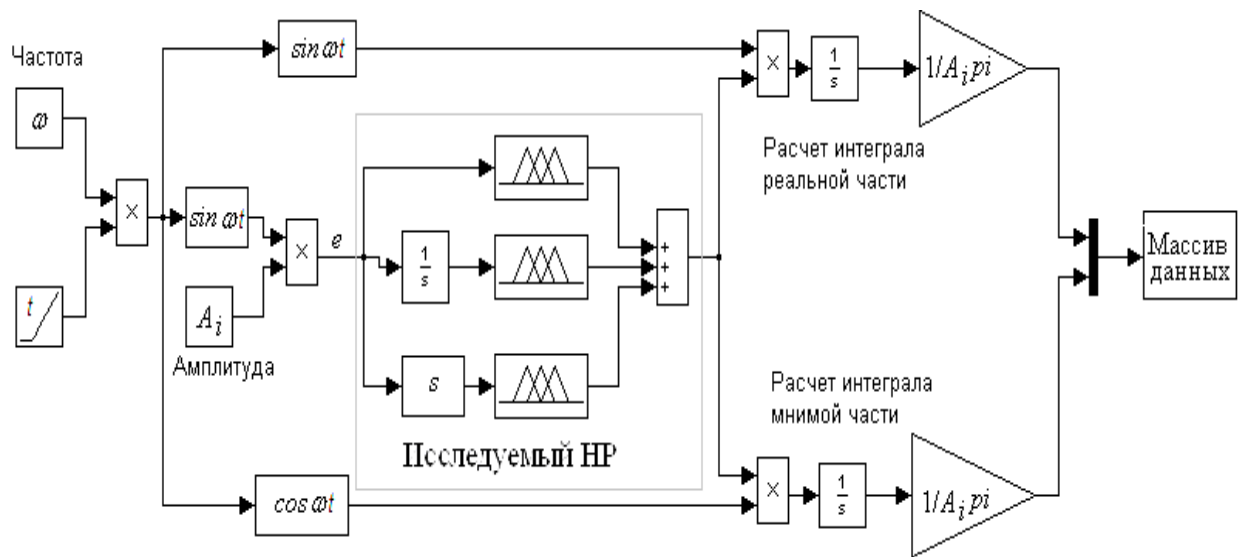 Частота
ω
t
×
sin ωt
sin ωt
A_i
Амплитуда
×
e
1/s
s
+
+
+
Исследуемый НР
cos ωt
×
1/s
1/A_i pi
Расчет интеграла
реальной части
Расчет интеграла
мнимой части
×
1/s
1/A_i pi
Массив
данных